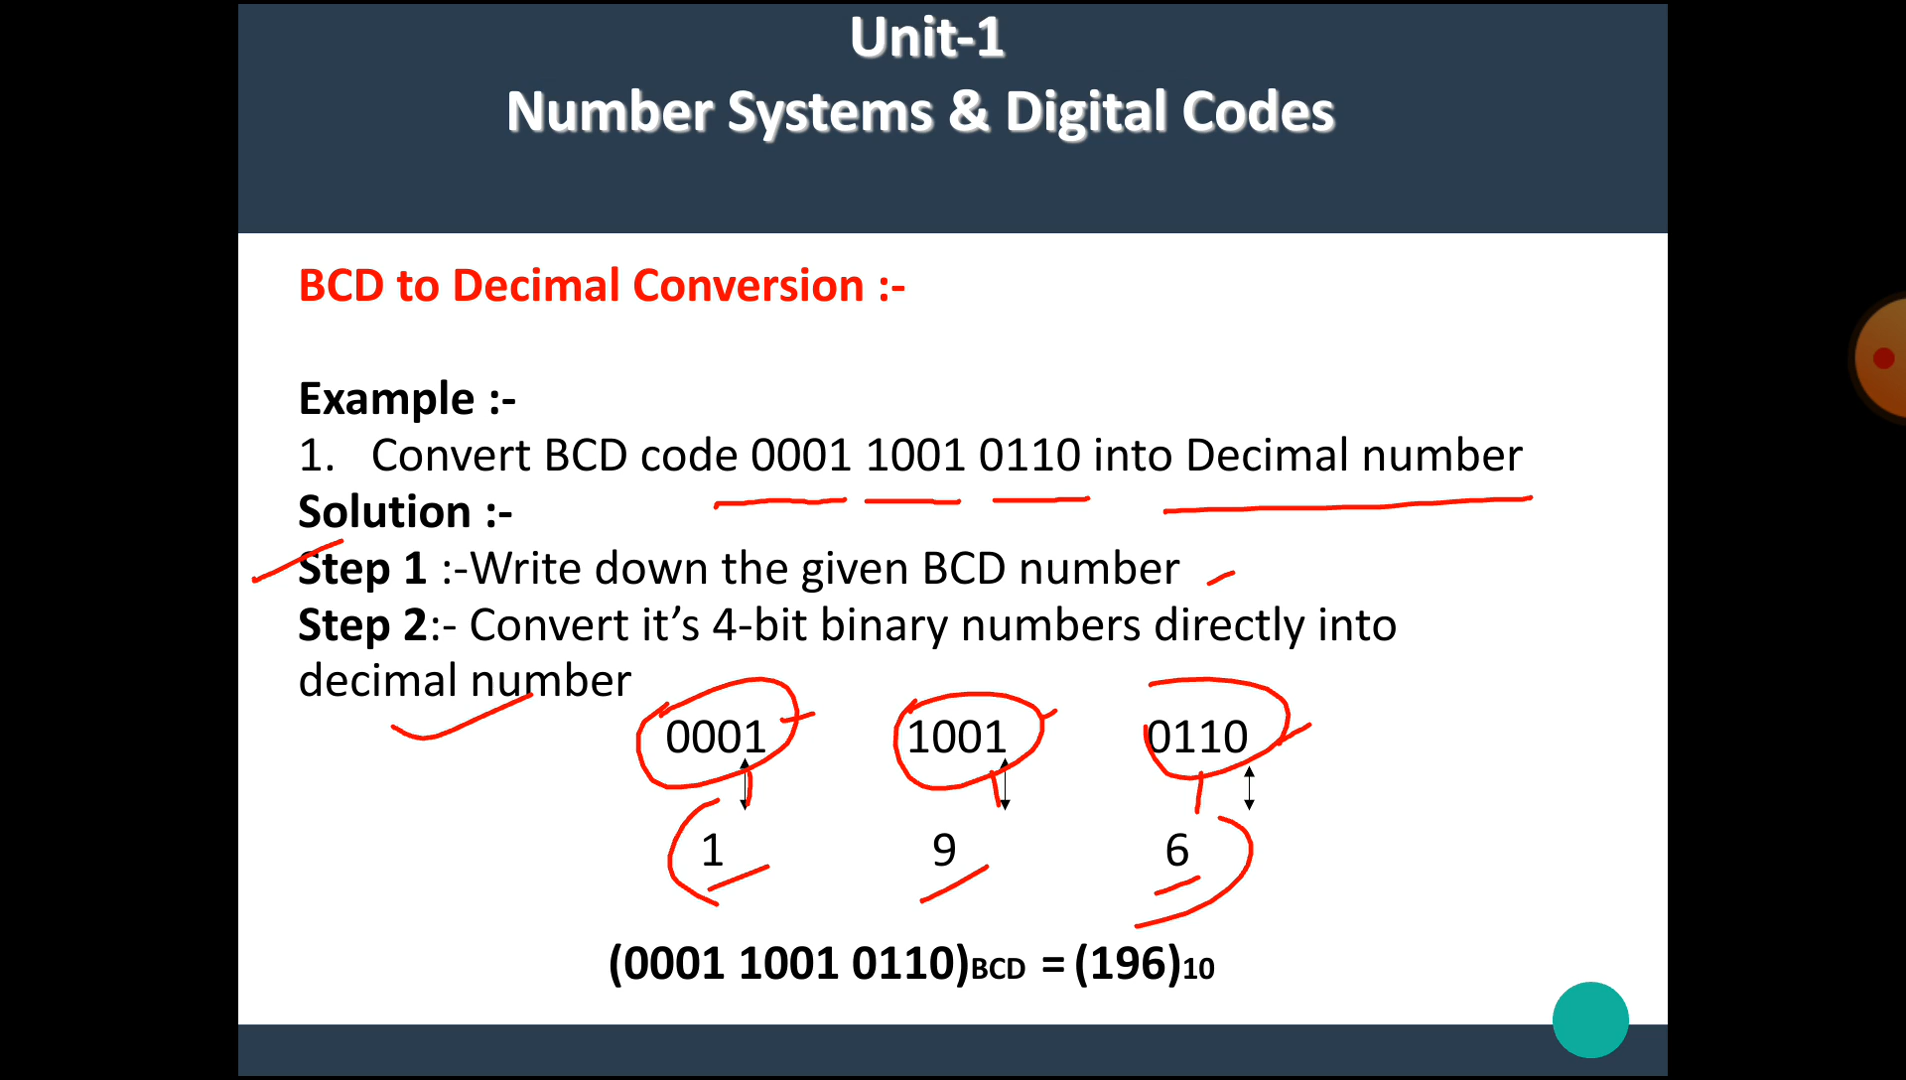 Unit-1
Number Systems & Digital Codes
BCD to Decimal Conversion :-
Example :-
1. Convert BCD code 0001 1001 0110 into Decimal number
Solution :-
Step 1 :-Write down the given BCD number
Step 2:- Convert it’s 4-bit binary numbers directly into
decimal number
0001 1001 0110
1 9 6
(0001 1001 0110)BCD = (196)10